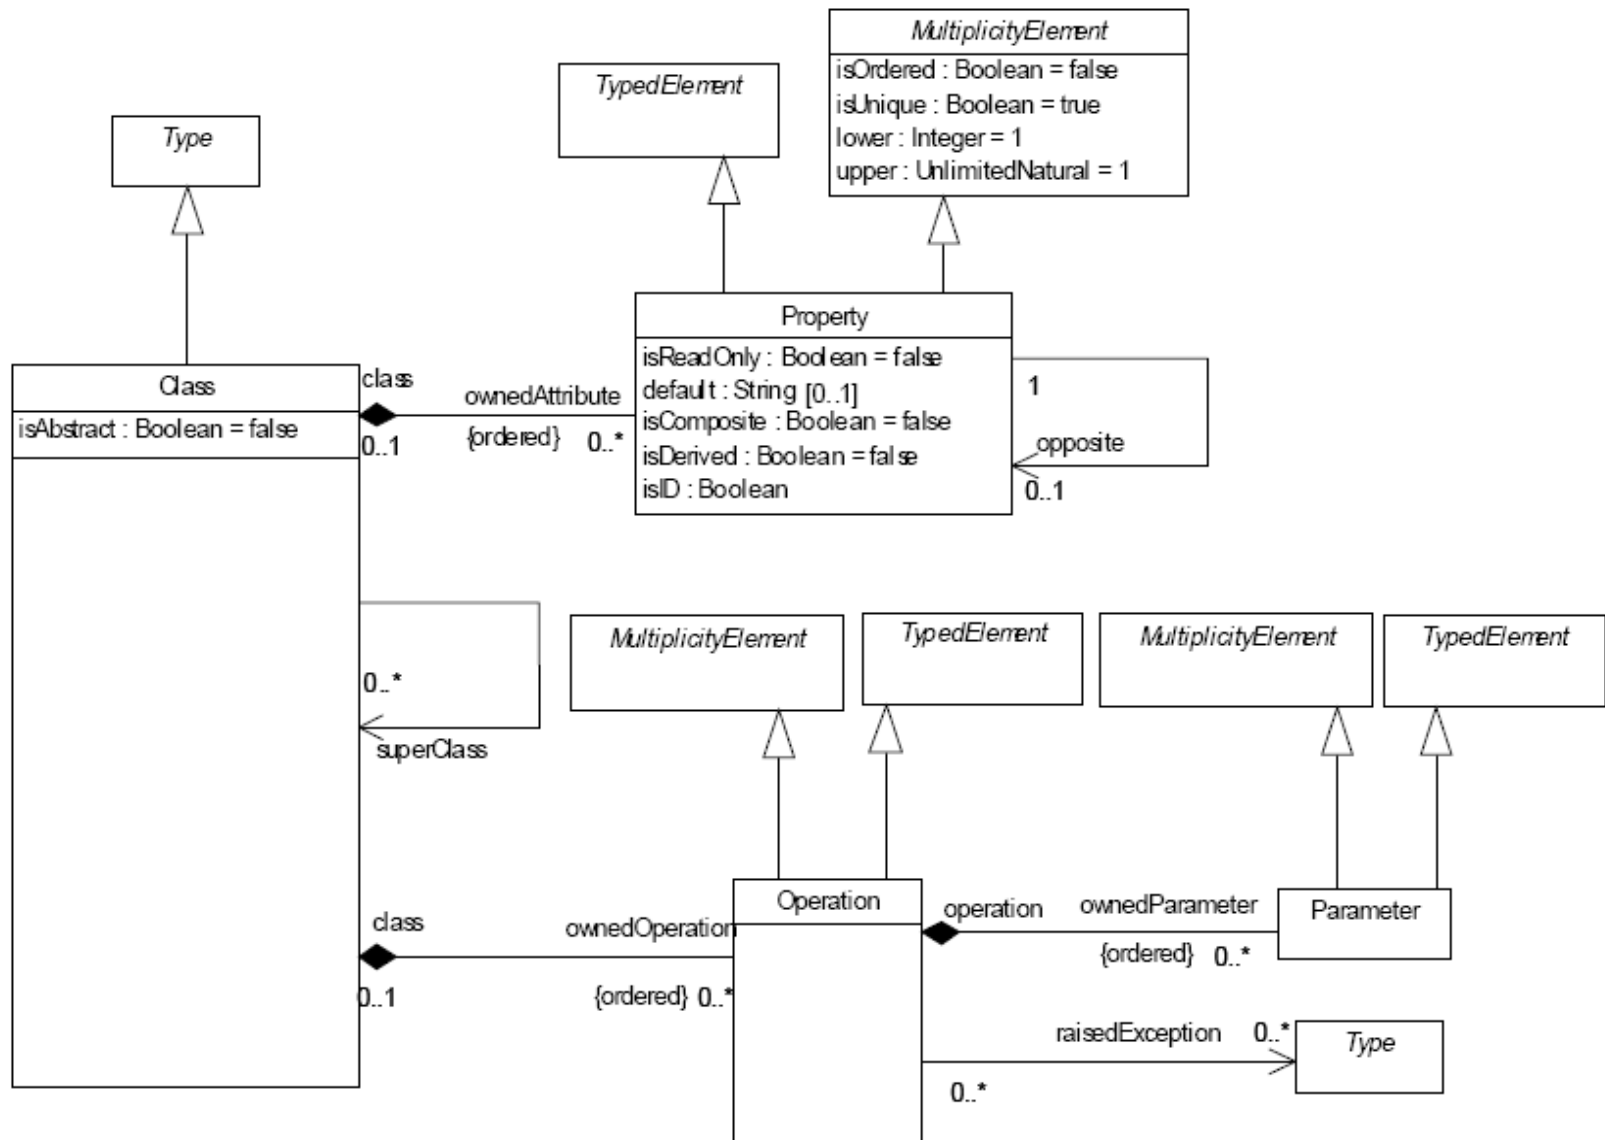 MultiplicityElement
isOrdered : Boolean = false
isUnique : Boolean = true
lower : Integer = 1
upper : UnlimitedNatural = 1
TypedElement
Type
Property
isReadOnly : Boolean = false
default : String [0..1]
isComposite : Boolean = false
isDerived : Boolean = false
isID : Boolean
1
opposite
0..1
Class
isAbstract : Boolean = false
class
0..1
ownedAttribute
{ordered} 0..*
0..*
superClass
MultiplicityElement
TypedElement
MultiplicityElement
TypedElement
class
0..1
ownedOperation
{ordered} 0..*
Operation
operation
ownedParameter
{ordered} 0..*
Parameter
raisedException 0..*
0..*
Type